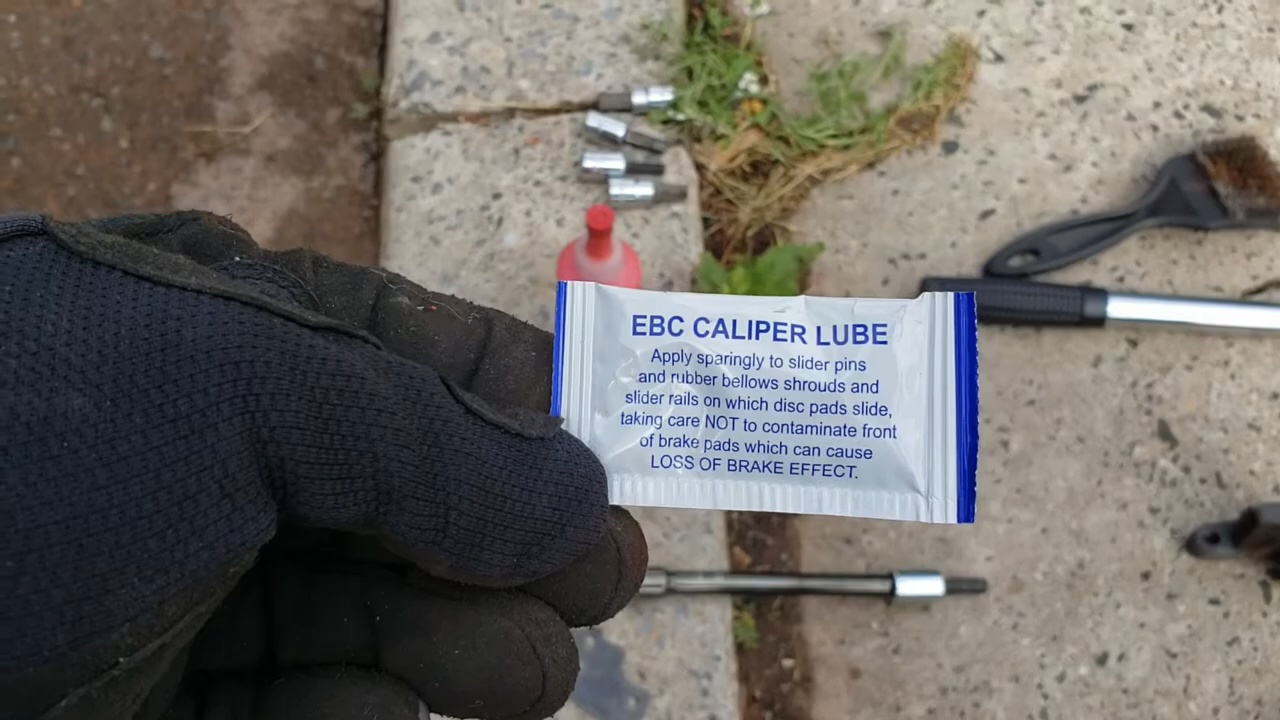 EBC CALIPER LUBE
Apply sparingly to slider pins
and rubber bellows shrouds and
slider rails on which disc pads slide,
taking care NOT to contaminate front
of brake pads which can cause
LOSS OF BRAKE EFFECT.